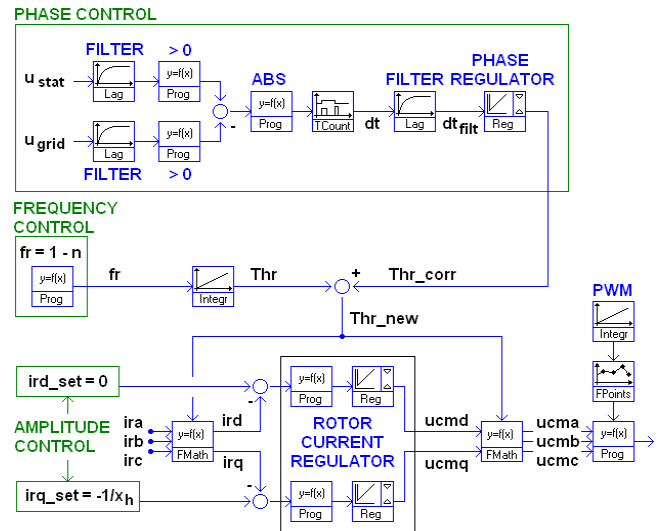 PHASE CONTROL
FILTER > 0
PHASE
REGULATOR
u stat
Lag
y=f(x)
Prog
ABS
y=f(x)
Prog
TCount
dt
FILTER
Lag
dt filt
Reg
-
u grid
Lag
y=f(x)
Prog
FILTER > 0
FREQUENCY
CONTROL
fr = 1 - n
y=f(x)
Prog
fr
Integr
Thr
+
Thr_corr
Thr_new
PWM
Integr
FPoints
ird_set = 0
-
y=f(x)
Prog
Reg
AMPLITUDE
CONTROL
ira
irb
irc
y=f(x)
FMath
ird
irq
ROTOR
CURRENT
REGULATOR
ucmd
ucmq
y=f(x)
FMath
ucma
ucmb
ucmc
y=f(x)
Prog
irq_set = -1/xh
-
y=f(x)
Prog
Reg